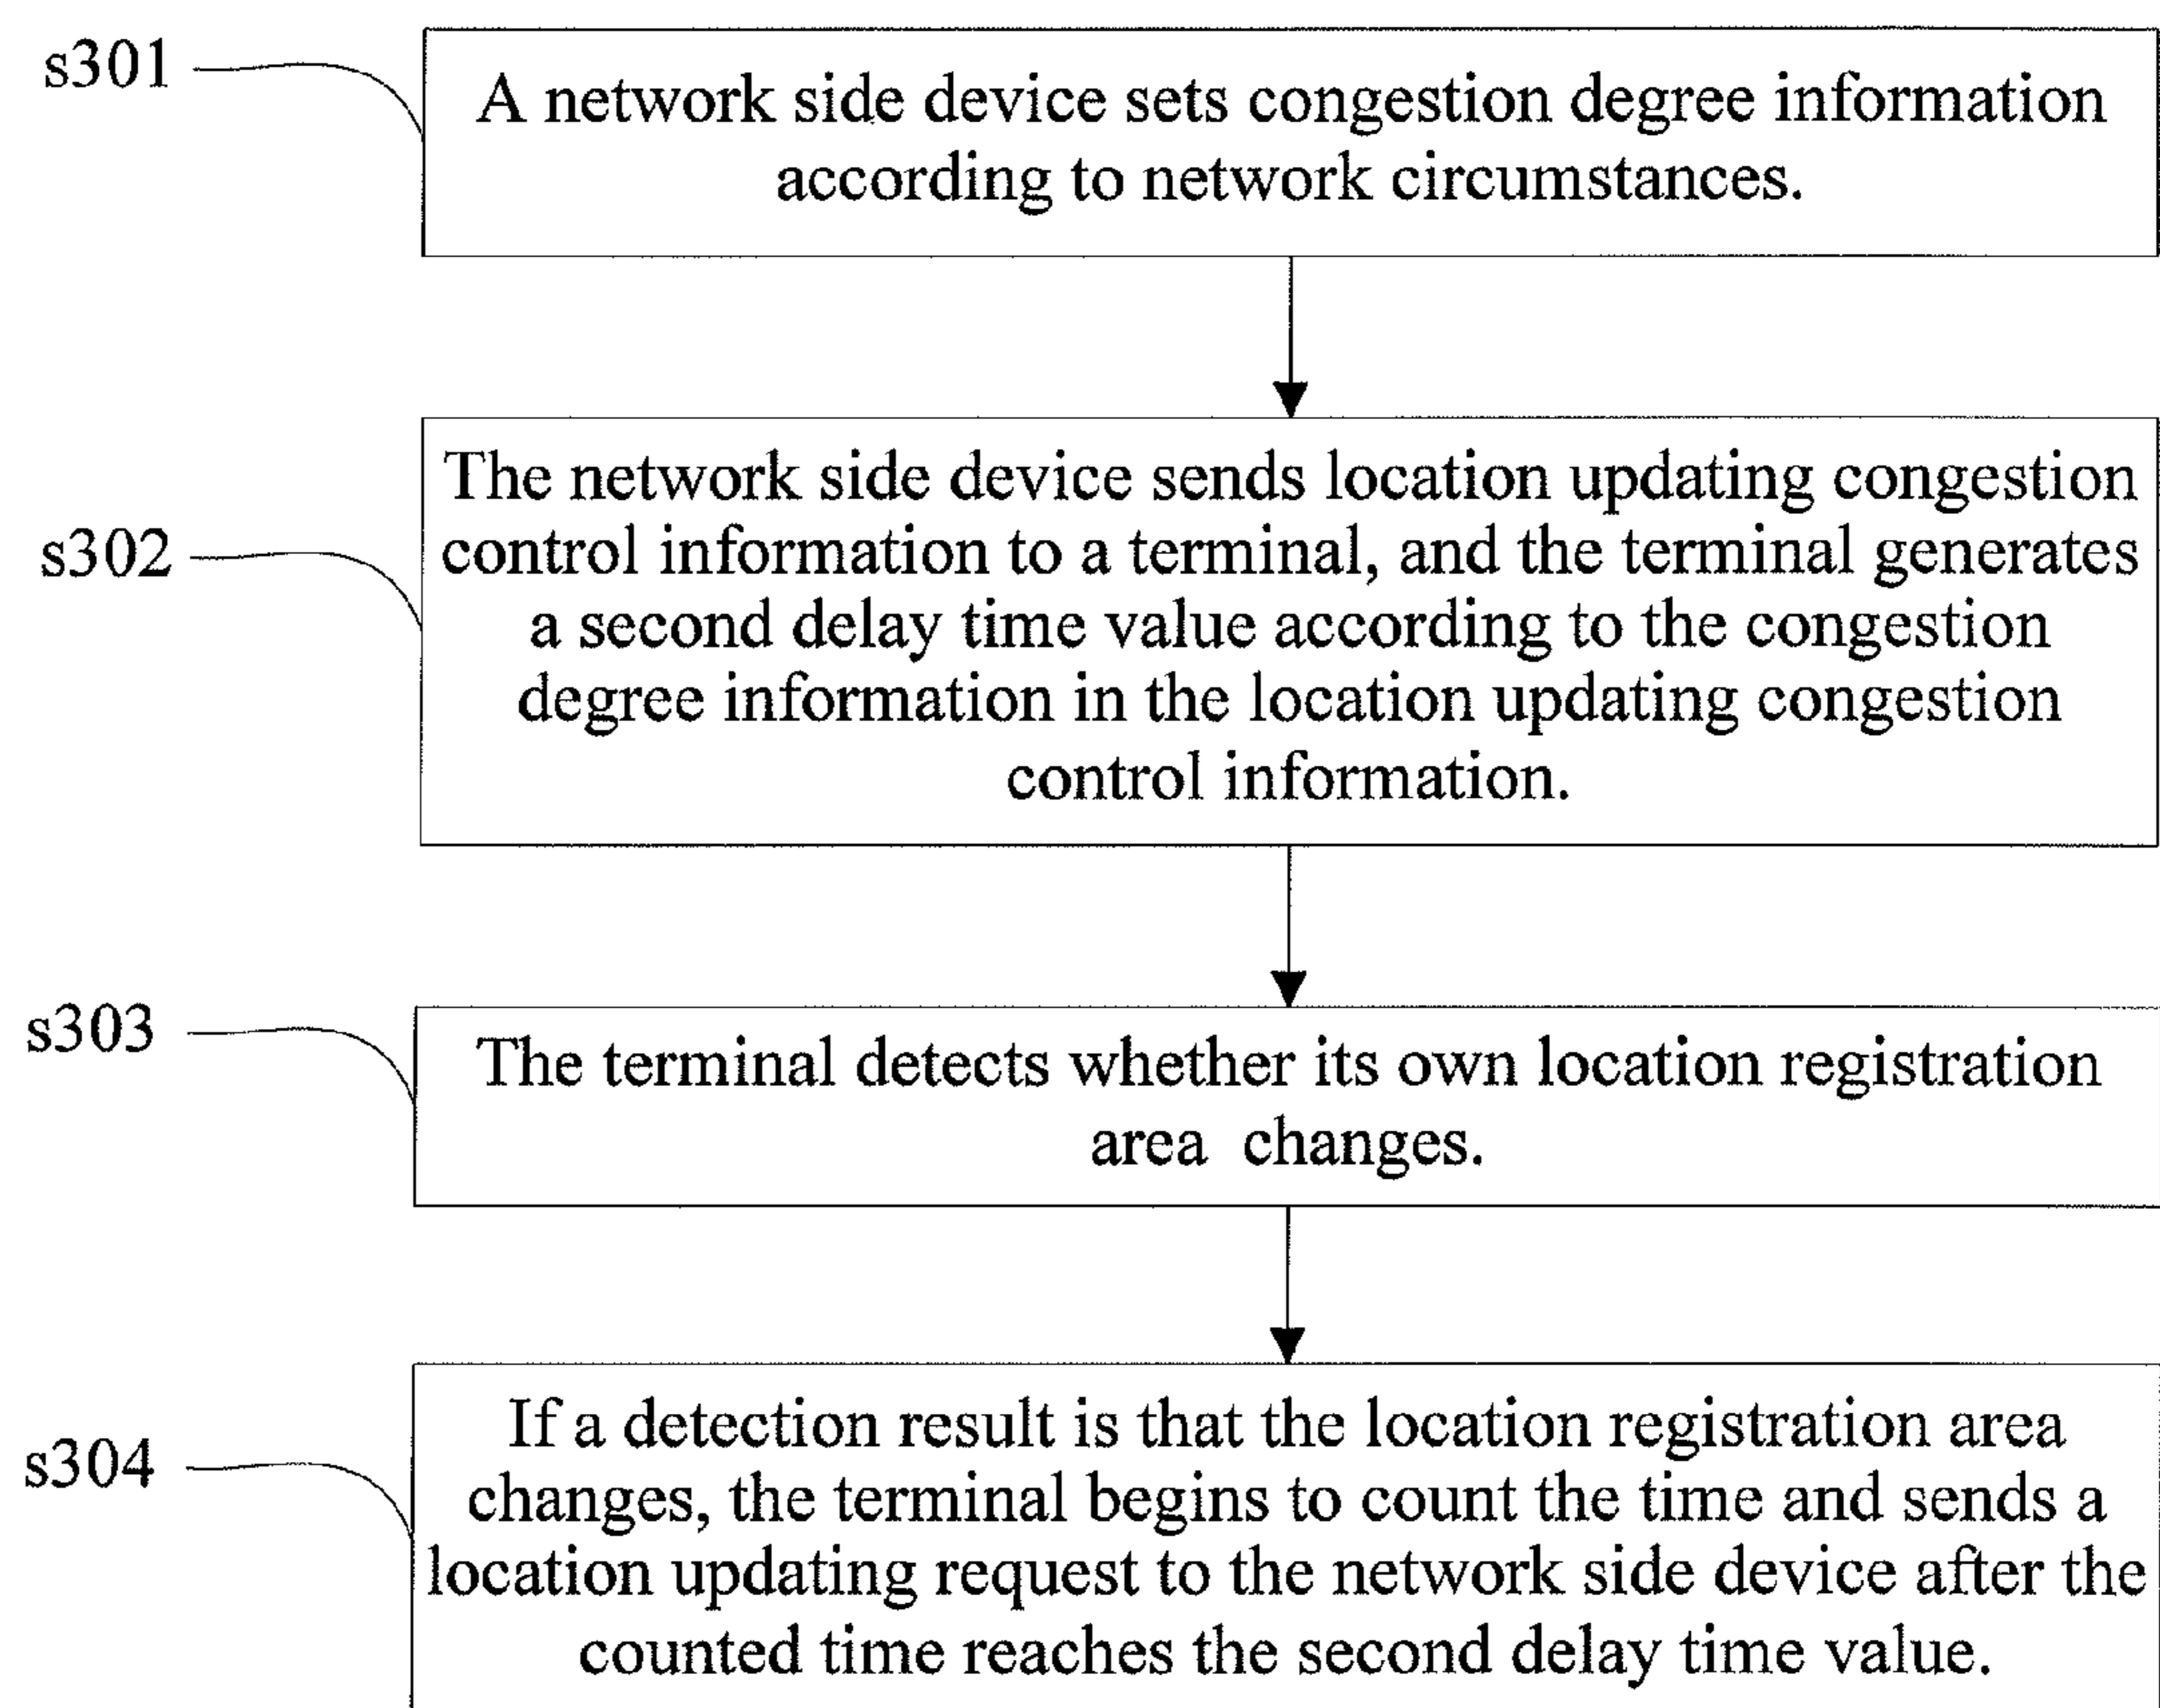 s301
A network side device sets congestion degree information
according to network circumstances.
s302
The network side device sends location updating congestion
control information to a terminal, and the terminal generates
a second delay time value according to the congestion
degree information in the location updating congestion
control information.
s303
The terminal detects whether its own location registration
area changes.
s304
If a detection result is that the location registration area
changes, the terminal begins to count the time and sends a
location updating request to the network side device after the
counted time reaches the second delay time value.